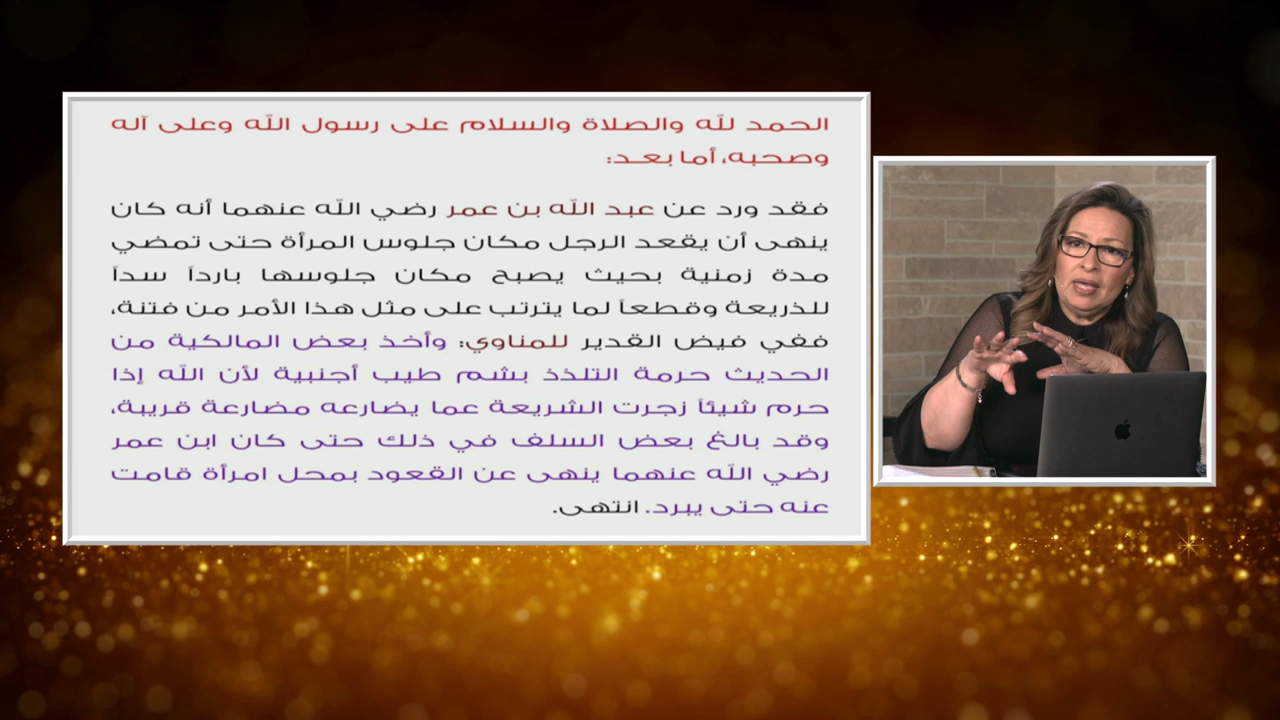 الحمد لله والصلاة والسلام على رسول الله وعلى آله
وصحبه، أما بعـد:
فقد ورد عن عبد الله بن عمر رضي الله عنهما أنه كان
ينهى أن يقعد الرجل مكان جلوس المرأة حتى تمضي
مدة زمنية بحيث يصبح مكان جلوسها بارداً سداً
للذريعة وقطعاً لما يترتب على مثل هذا الأمر من فتنة،
ففي فيض القدير للمناوي: وأخذ بعض المالكية من
الحديث حرمة التلذذ بشم طيب أجنبية لأن الله إذا
حرم شيئاً زجرت الشريعة عما يضارعه مضارعة قريبة،
وقد بالغ بعض السلف في ذلك حتى كان ابن عمر
رضي الله عنهما ينهى عن القعود بمحل امرأة قامت
عنه حتى يبرد. انتهى.